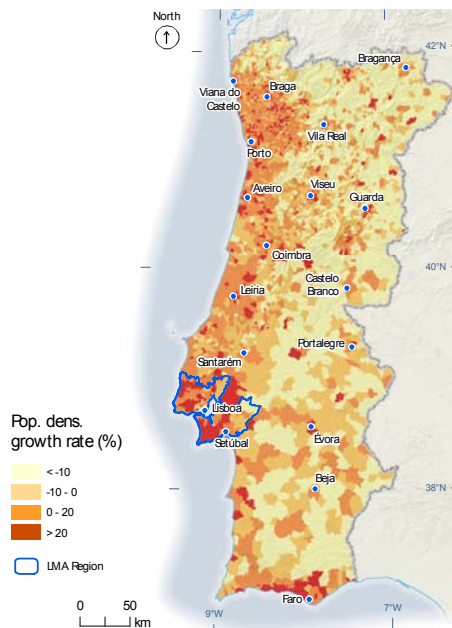 North
↑
42°N
Bragança
Viana do
Castelo
Braga
Vila Real
Porto
Aveiro
Viseu
Guarda
Coimbra
40°N
Castelo
Branco
Leiria
Portalegre
Santarém
Lisboa
Setúbal
Évora
Beja
38°N
Faro
9°W
7°W
Pop. dens.
growth rate (%)
< -10
-10 - 0
0 - 20
> 20
LMA Region
0 50
km